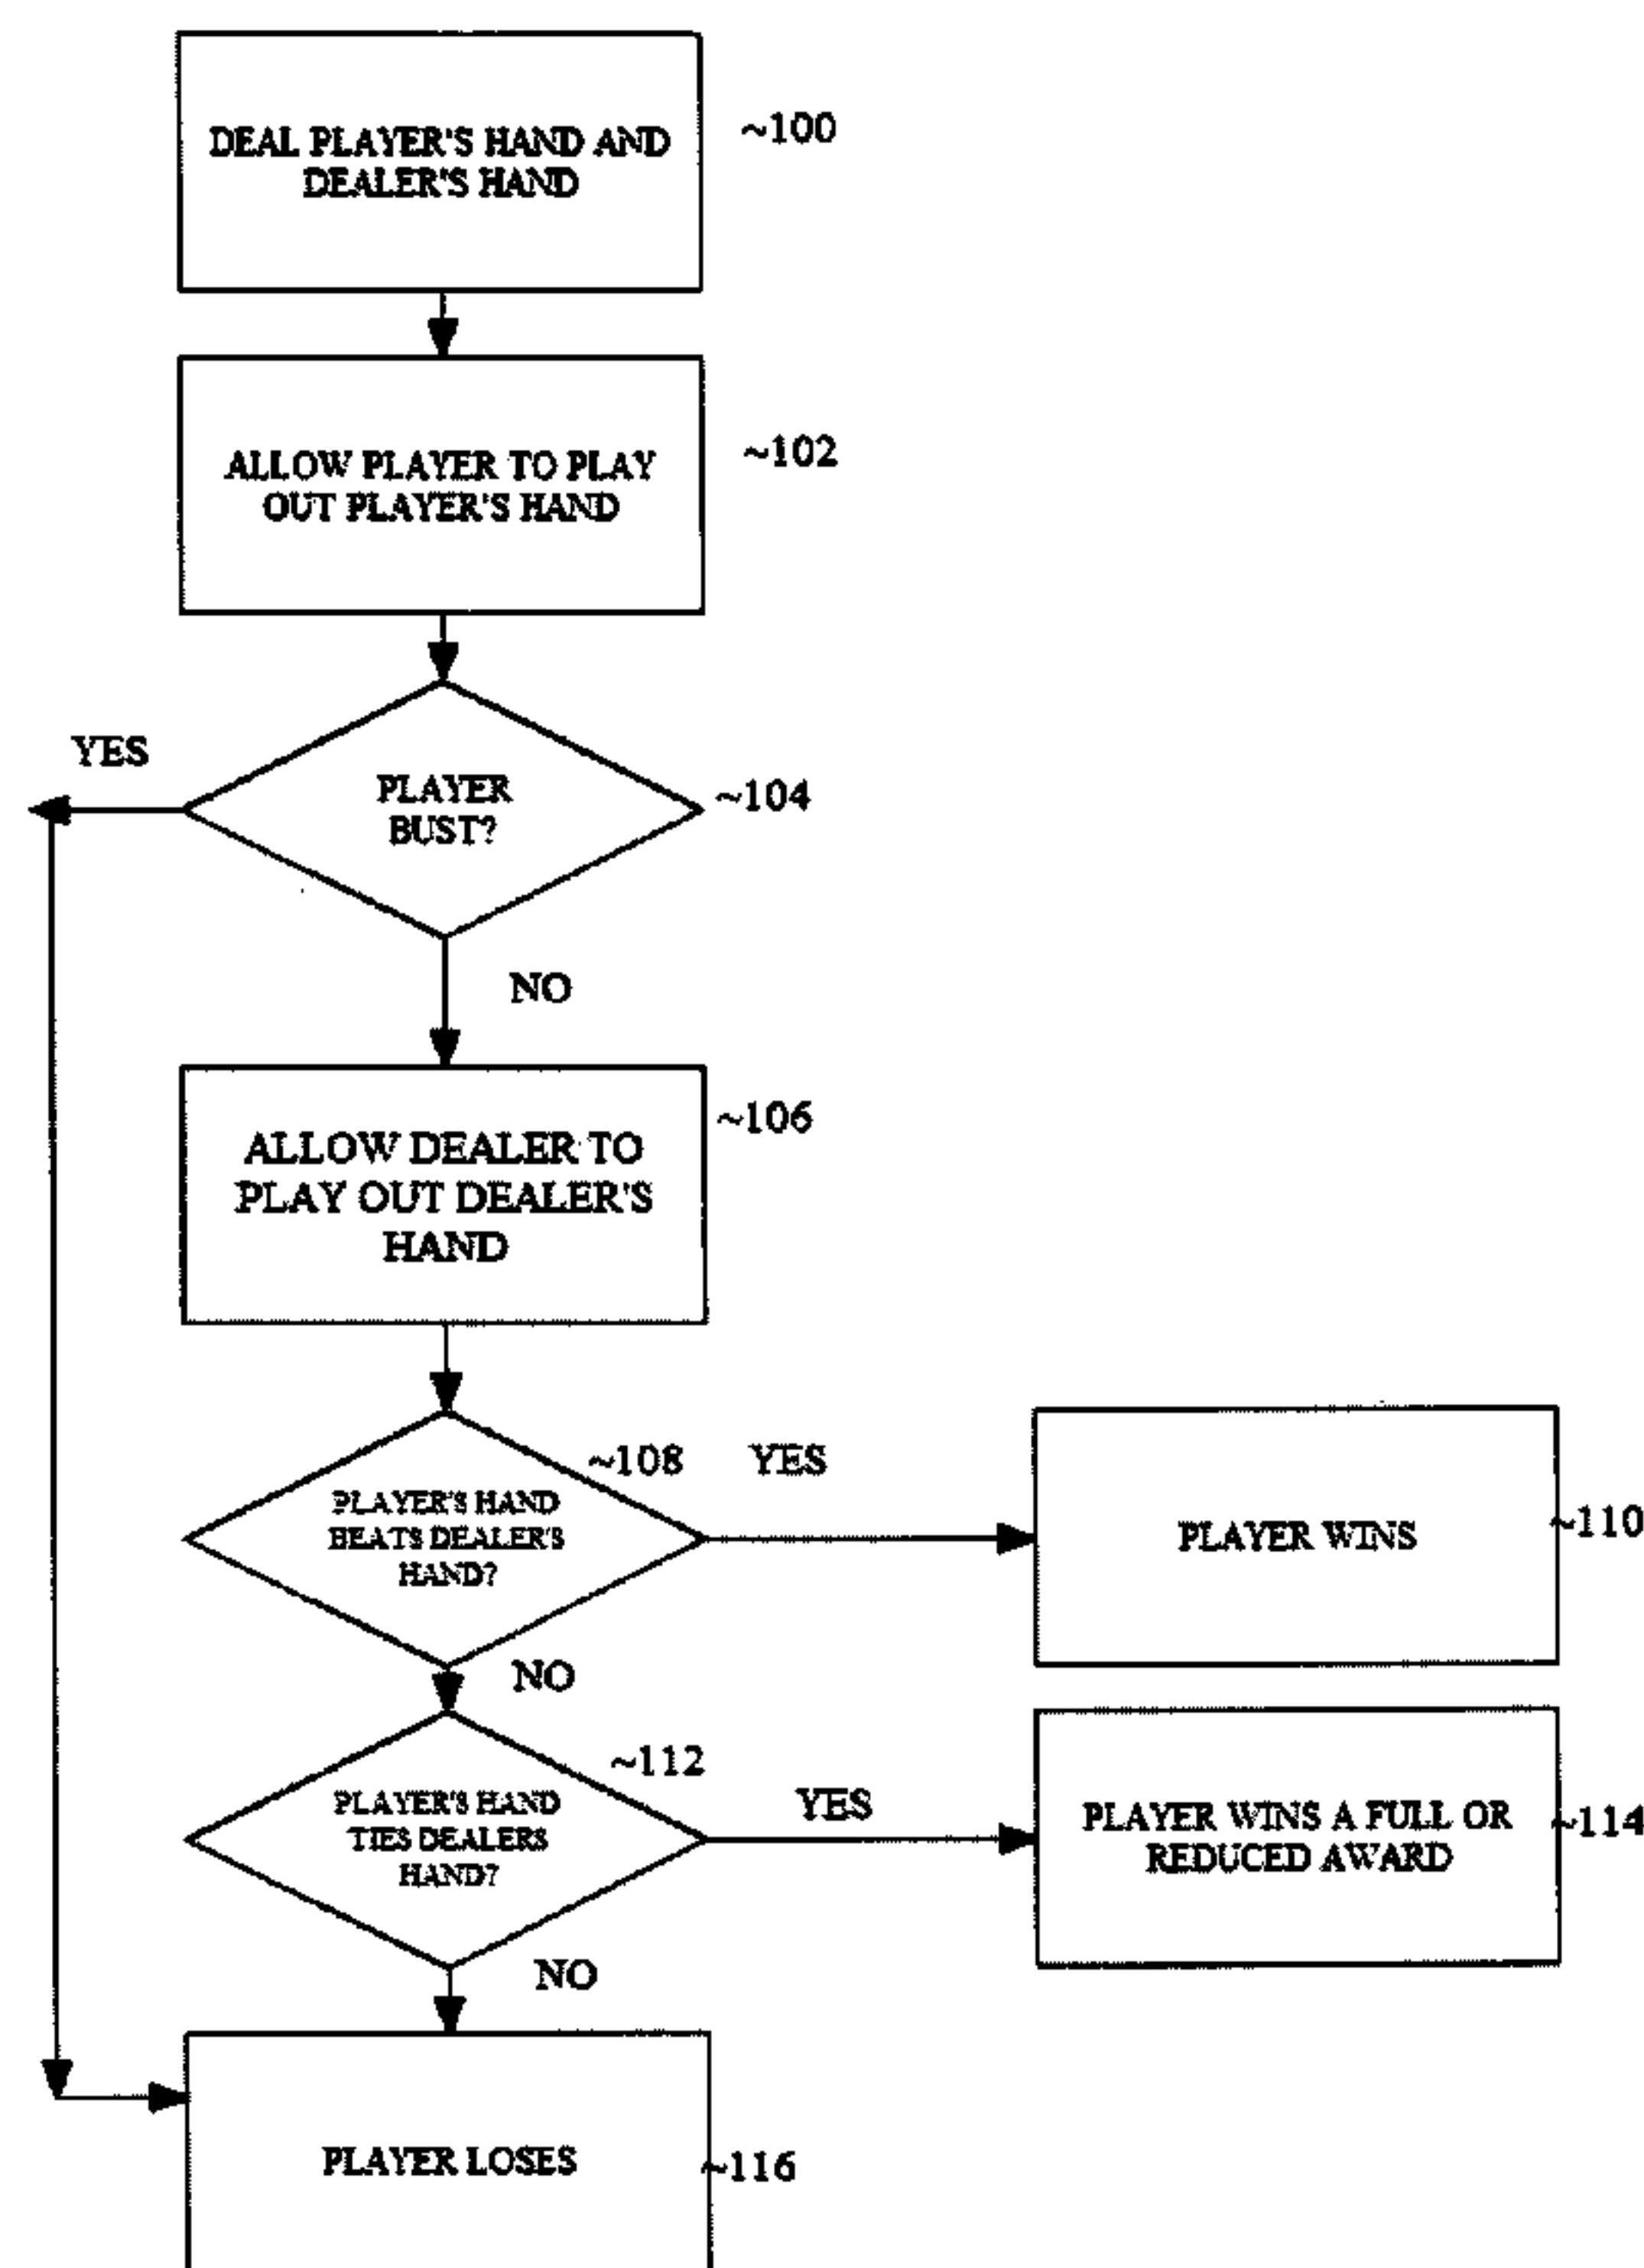 DEAL PLAYER'S HAND AND
DEALER'S HAND
~100
ALLOW PLAYER TO PLAY
OUT PLAYER'S HAND
~102
YES
PLAYER
BUST?
~104
NO
ALLOW DEALER TO
PLAY OUT DEALER'S
HAND
~106
~108
YES
PLAYER'S HAND
BEATS DEALER'S
HAND?
PLAYER WINS
~110
NO
~112
YES
PLAYER'S HAND
TIES DEALERS
HAND?
PLAYER WINS A FULL OR
REDUCED AWARD
~114
NO
PLAYER LOSES
~116